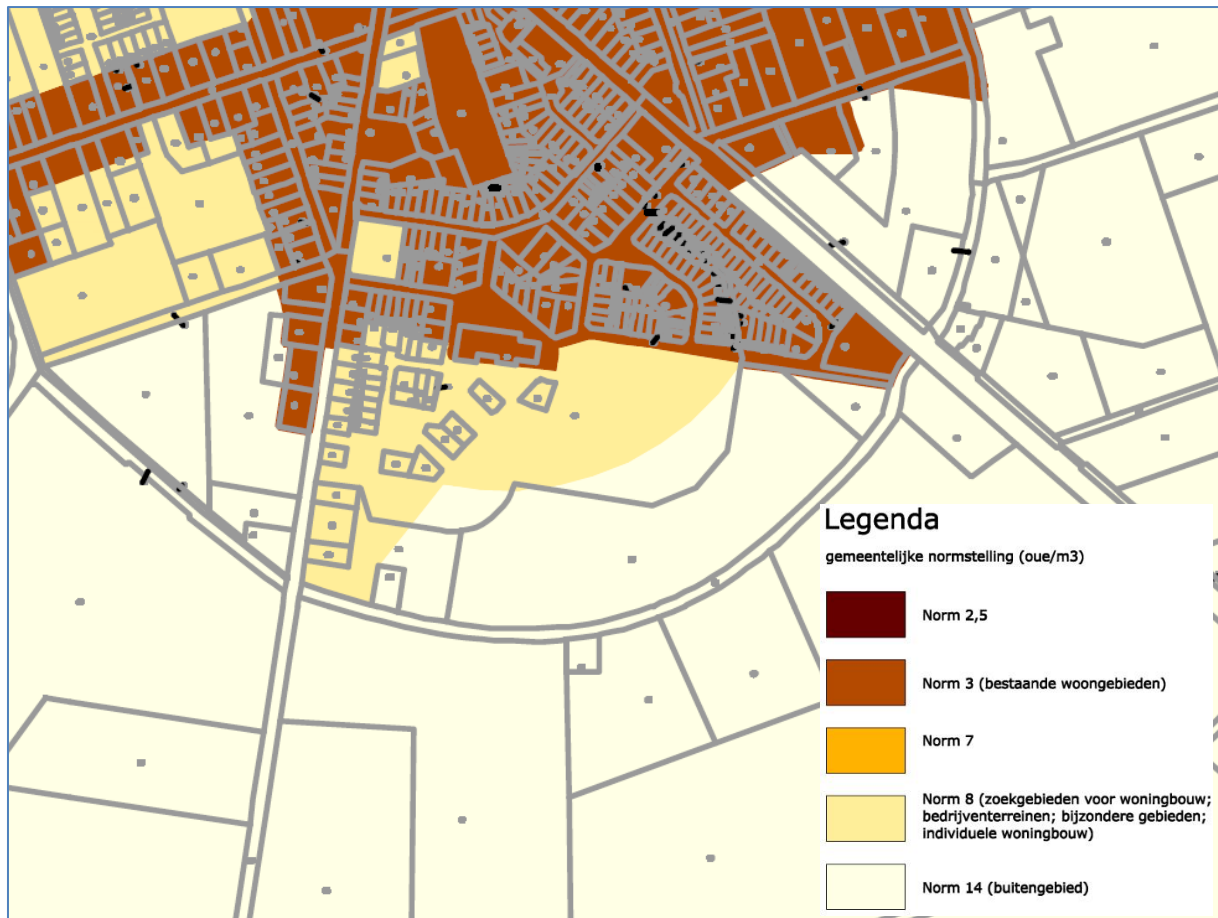 Legenda
gemeentelijke normstelling (oue/m3)
Norm 2,5
Norm 3 (bestaande woongebieden)
Norm 7
Norm 8 (zoekgebieden voor woningbouw;
bedrijventerreinen; bijzondere gebieden;
individuele woningbouw)
Norm 14 (buitengebied)